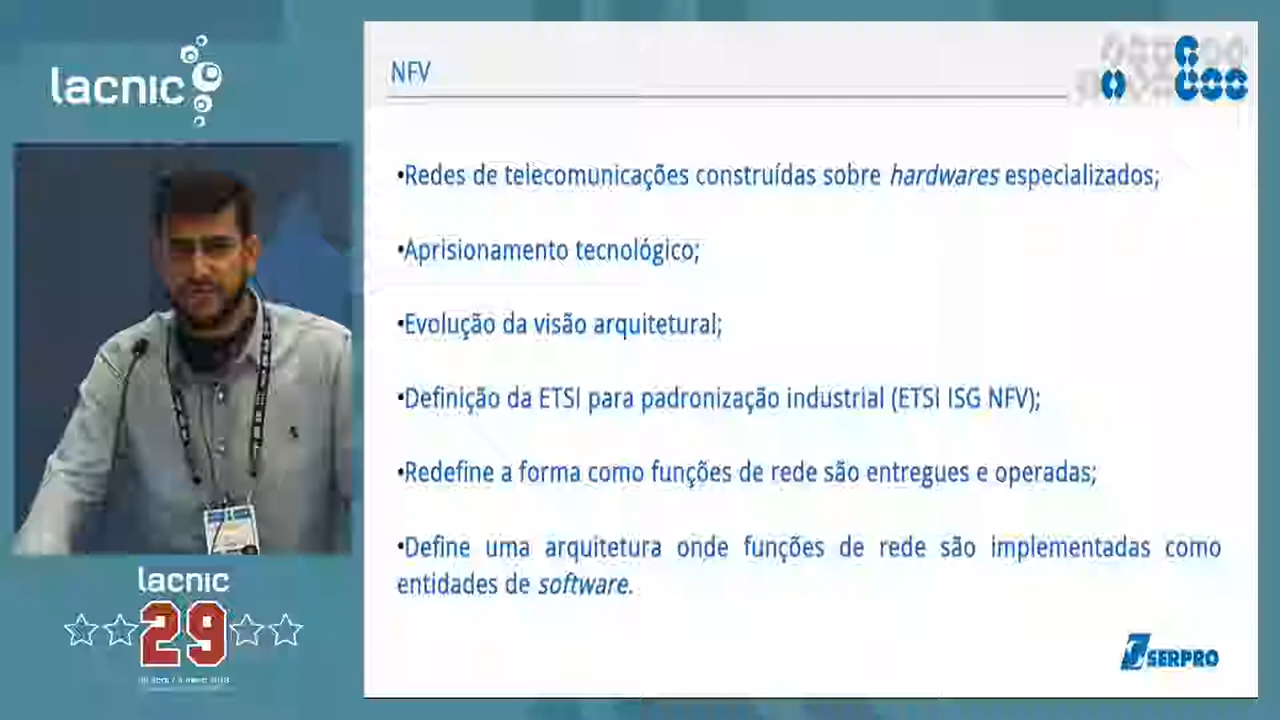 lacnic
NFV
•Redes de telecomunicações construídas sobre hardwares especializados;
•Aprisionamento tecnológico;
•Evolução da visão arquitetural;
•Definição da ETSI para padronização industrial (ETSI ISG NFV);
•Redefine a forma como funções de rede são entregues e operadas;
•Define uma arquitetura onde funções de rede são implementadas como
entidades de software.
lacnic
29
SERPRO